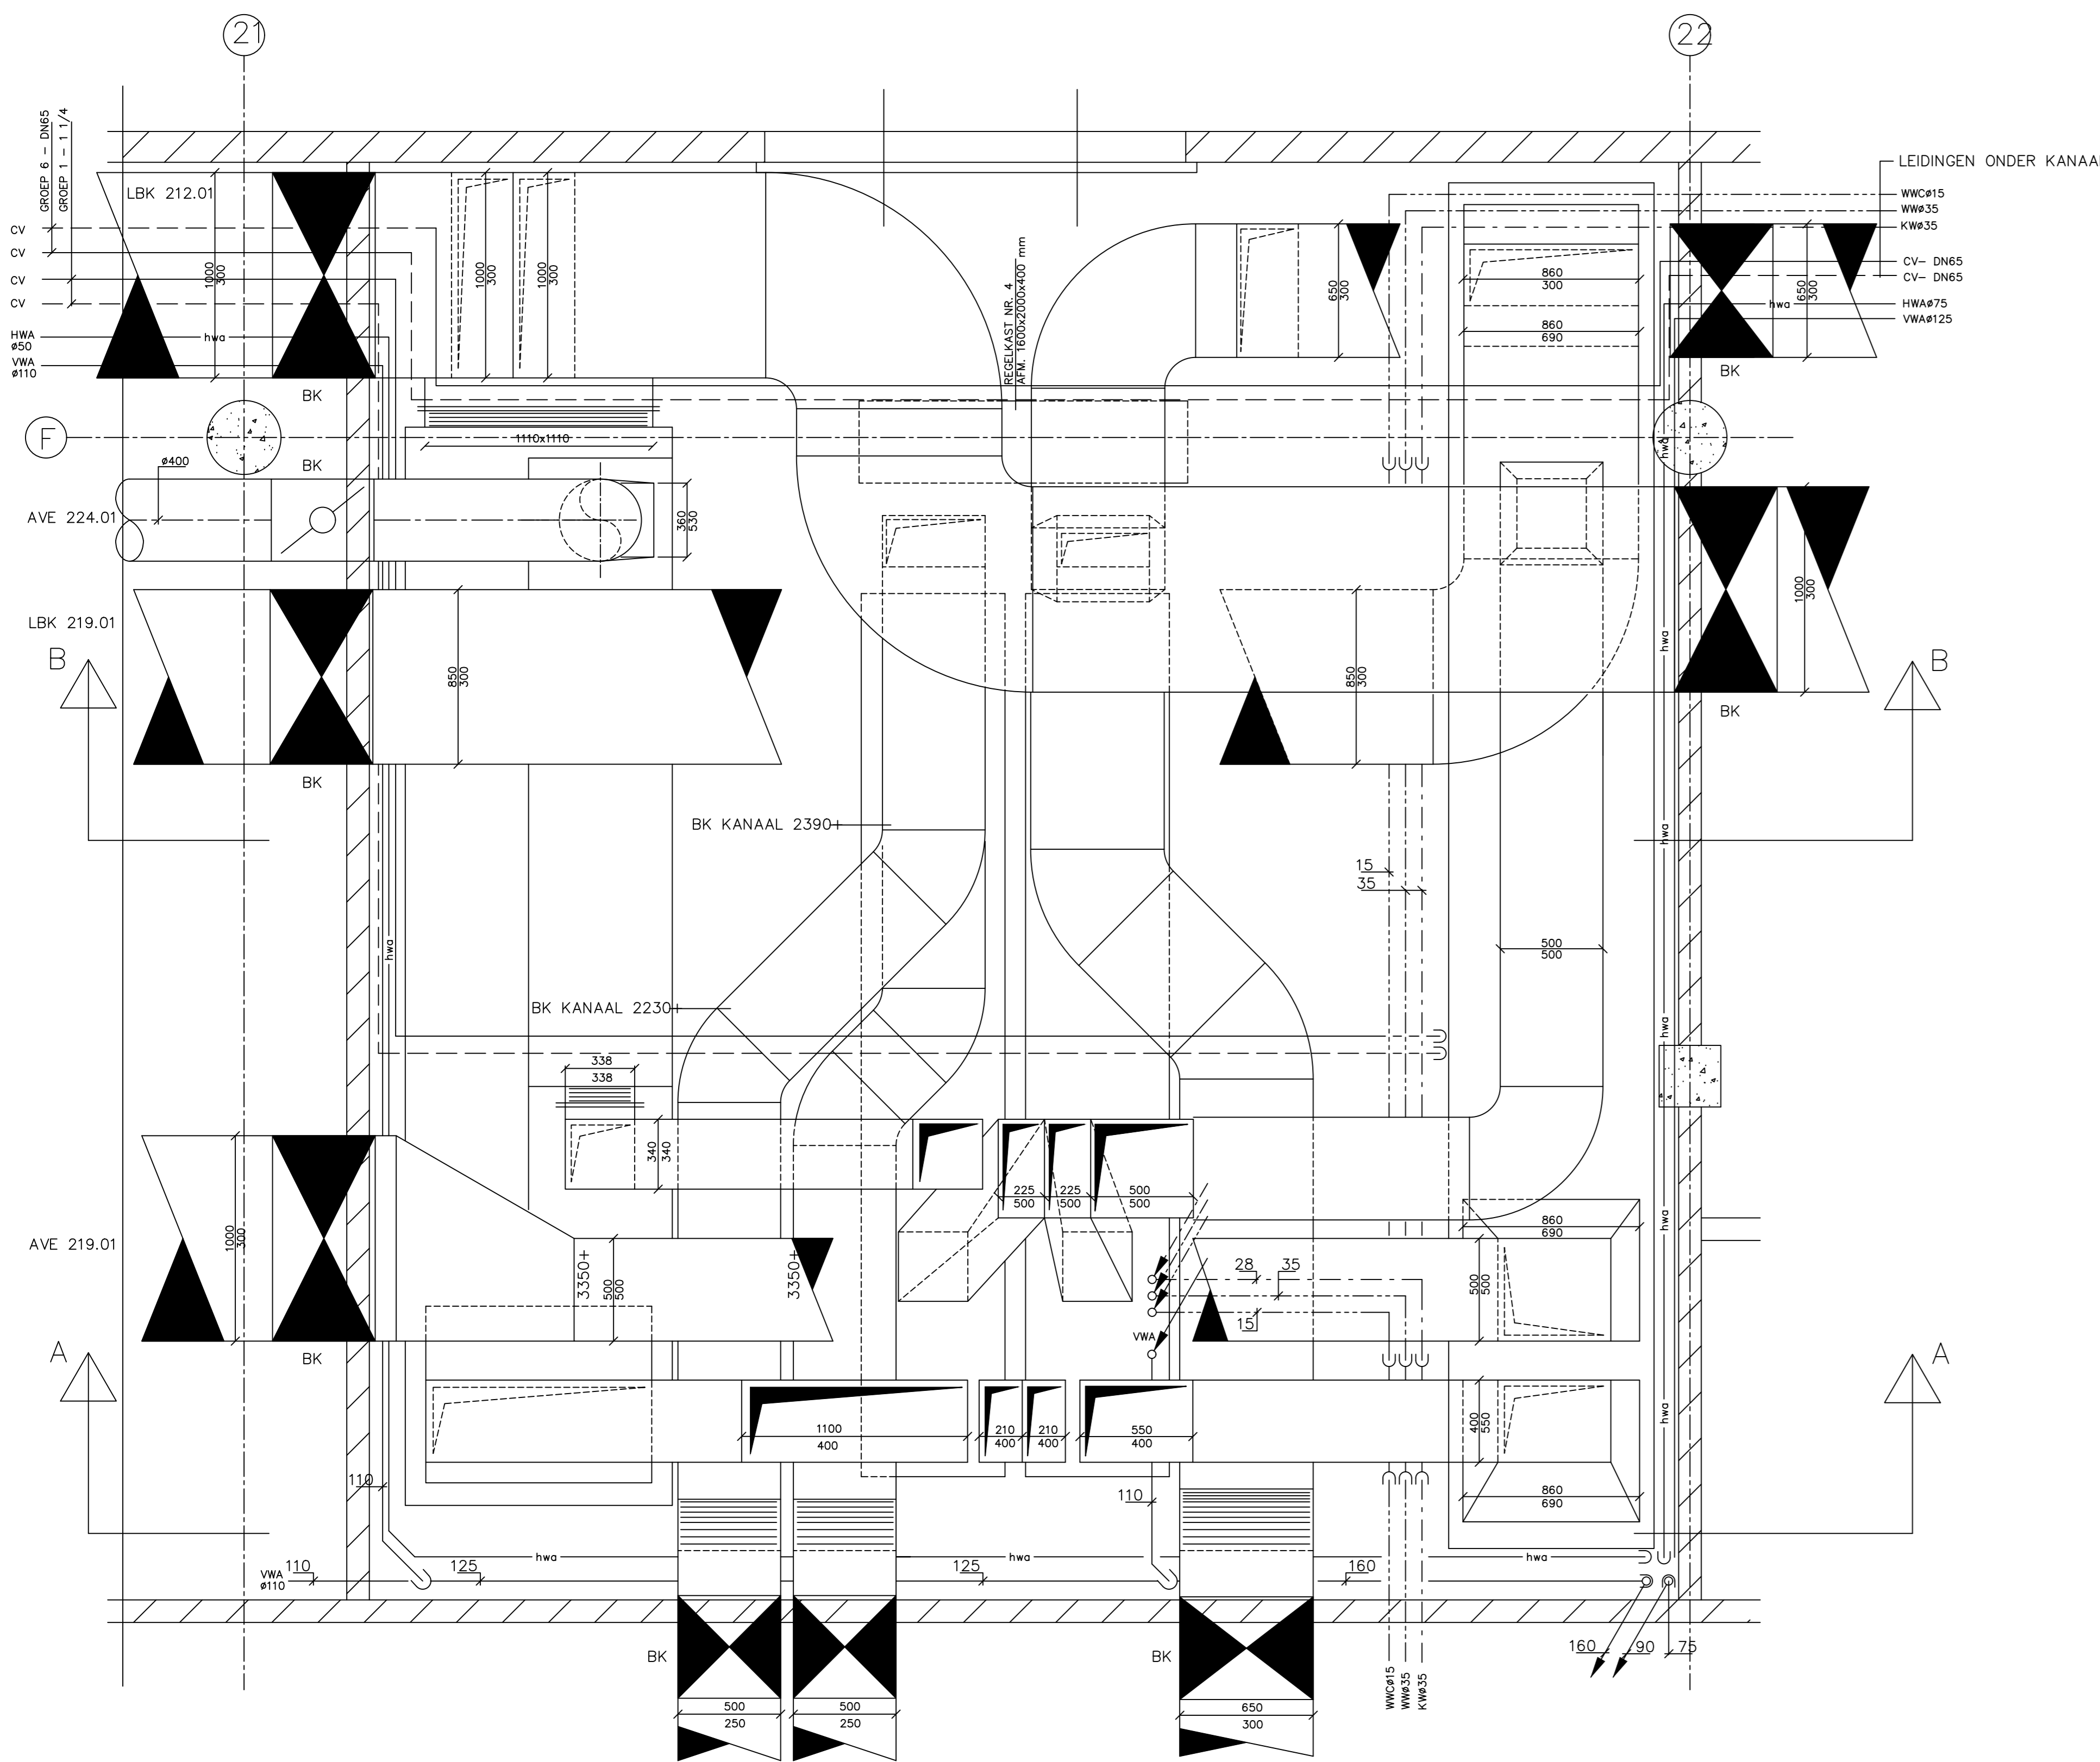 21
22
GROEP 6 - DN65
GROEP 1 - 1 1/4
LEIDINGEN ONDER KANAAL
LBK 212.01
WWCø15
WWø35
KWø35
CV
CV
CV
CV
1000
300
1000
300
1000
300
650
300
860
300
860
690
650
300
CV- DN65
CV- DN65
HWAø75
VWAø125
hwa
HWA
ø50
VWA
ø110
hwa
REGELKAST NR. 4
AFM. 1600x2000x400 mm
BK
BK
F
1110x1110
hwa
BK
ø400
AVE 224.01
360
530
1000
300
LBK 219.01
850
300
850
300
hwa
B
B
BK
BK
BK KANAAL 2390+
hwa
15
35
hwa
500
500
BK KANAAL 2230+
hwa
338
338
340
340
225
500
225
500
500
500
860
690
hwa
AVE 219.01
1000
300
3350+
500
500
3350+
28
35
15
500
500
VWA
BK
A
A
1100
400
210
400
210
400
550
400
400
550
hwa
110
110
860
690
hwa
hwa
hwa
VWA
ø110
110
125
125
160
BK
BK
160
90
75
WWCø15
WWø35
KWø35
500
250
500
250
650
300